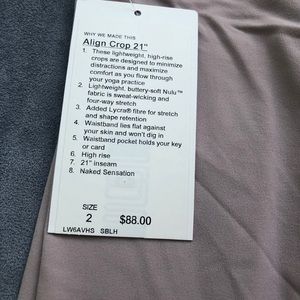 WHY WE MADE THIS
Align Crop 21"
1. These lightweight, high-rise
crops are designed to minimize
distractions and maximize
comfort as you flow through
your yoga practice
2. Lightweight, buttery-soft Nulu™
fabric is sweat-wicking and
four-way stretch
3. Added Lycra® fibre for stretch
and shape retention
4. Waistband lies flat against
your skin and won't dig in
5. Waistband pocket holds your key
or card
6. High rise
7. 21" inseam
8. Naked Sensation
SIZE
2 $88.00
LW6AVHS SBLH